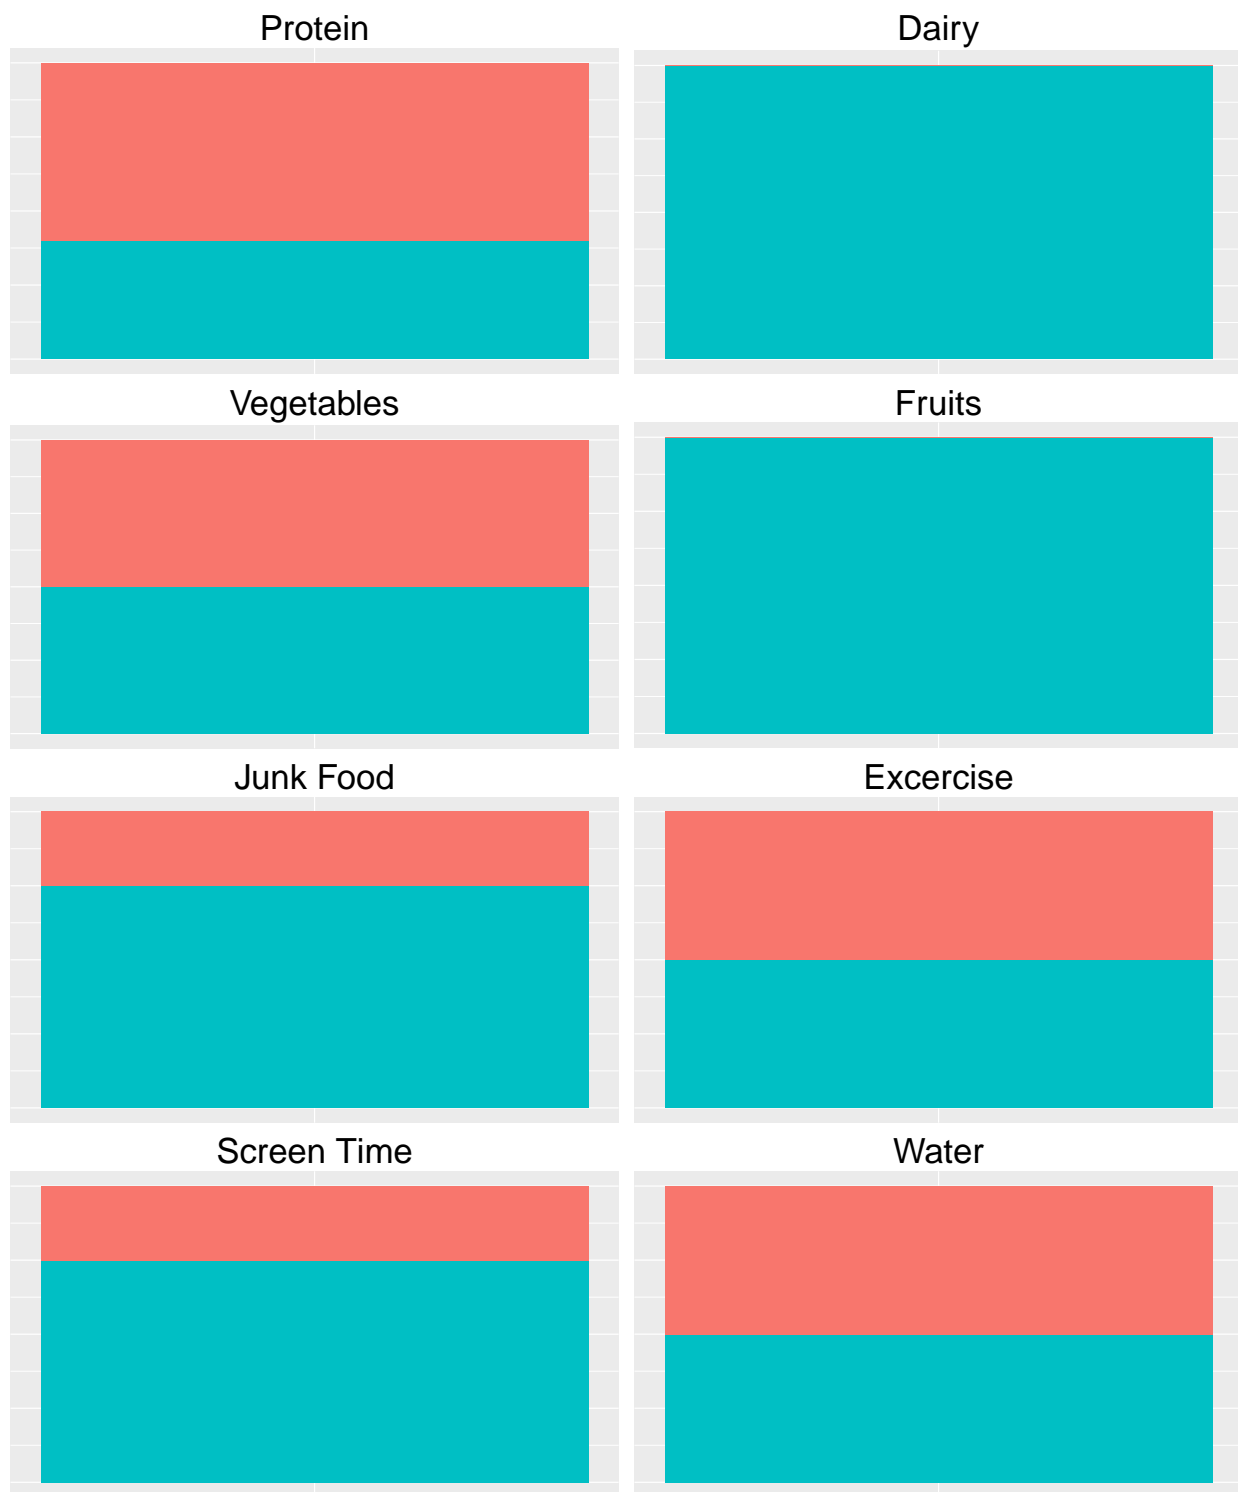 Protein
Dairy
Vegetables
Fruits
Junk Food
Excercise
Screen Time
Water